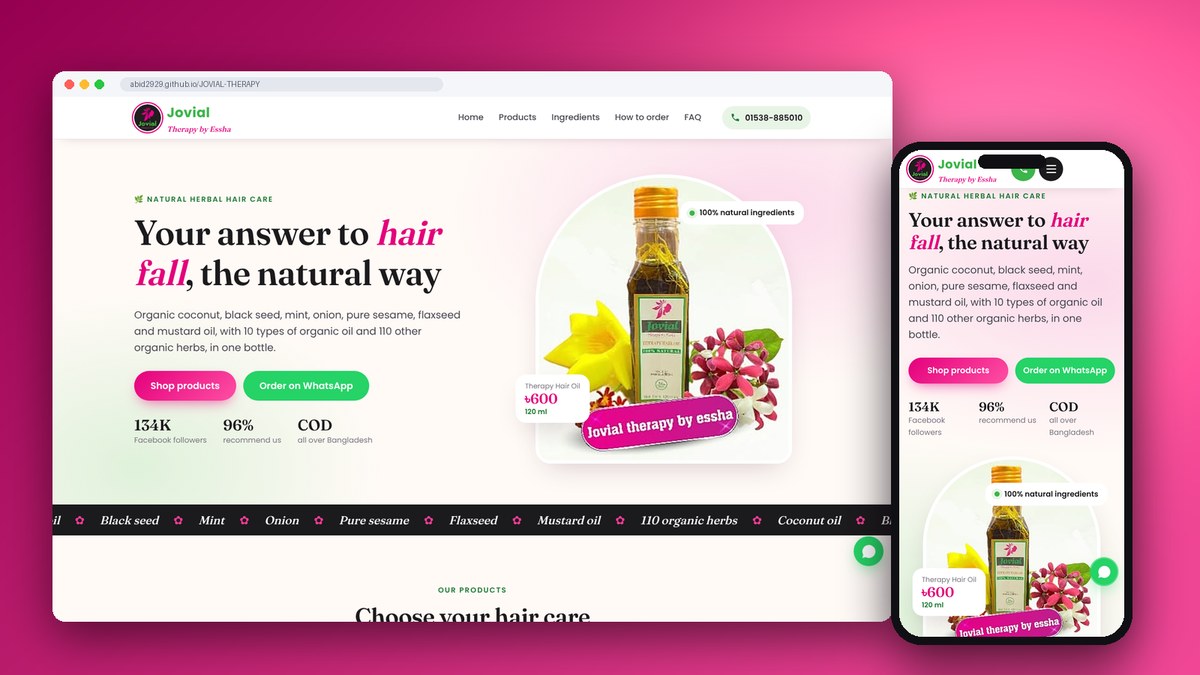 abid2929.github.io/JOVIAL-THERAPY
Jovial
Jovial
Therapy by Essha
Home
Products
Ingredients
How to order
FAQ
01538-885010
NATURAL HERBAL HAIR CARE
Your answer to hair
fall, the natural way
Organic coconut, black seed, mint, onion, pure sesame, flaxseed
and mustard oil, with 10 types of organic oil and 110 other
organic herbs, in one bottle.
Shop products
Order on WhatsApp
134K
Facebook followers
96%
recommend us
COD
all over Bangladesh
100% natural ingredients
Jovial
100% NATURAL
Therapy Hair Oil
৳600
120 ml
Jovial therapy by essha
il
Black seed
Mint
Onion
Pure sesame
Flaxseed
Mustard oil
110 organic herbs
Coconut oil
OUR PRODUCTS
Choose your hair care
Jovial
Therapy by Essha
NATURAL HERBAL HAIR CARE
Your answer to hair
fall, the natural way
Organic coconut, black seed, mint,
onion, pure sesame, flaxseed and
mustard oil, with 10 types of organic oil
and 110 other organic herbs, in one
bottle.
Shop products
Order on WhatsApp
134K
Facebook
followers
96%
recommend us
COD
all over
Bangladesh
100% natural ingredients
Jovial
Therapy Hair Oil
৳600
120 ml
Jovial therapy by essha